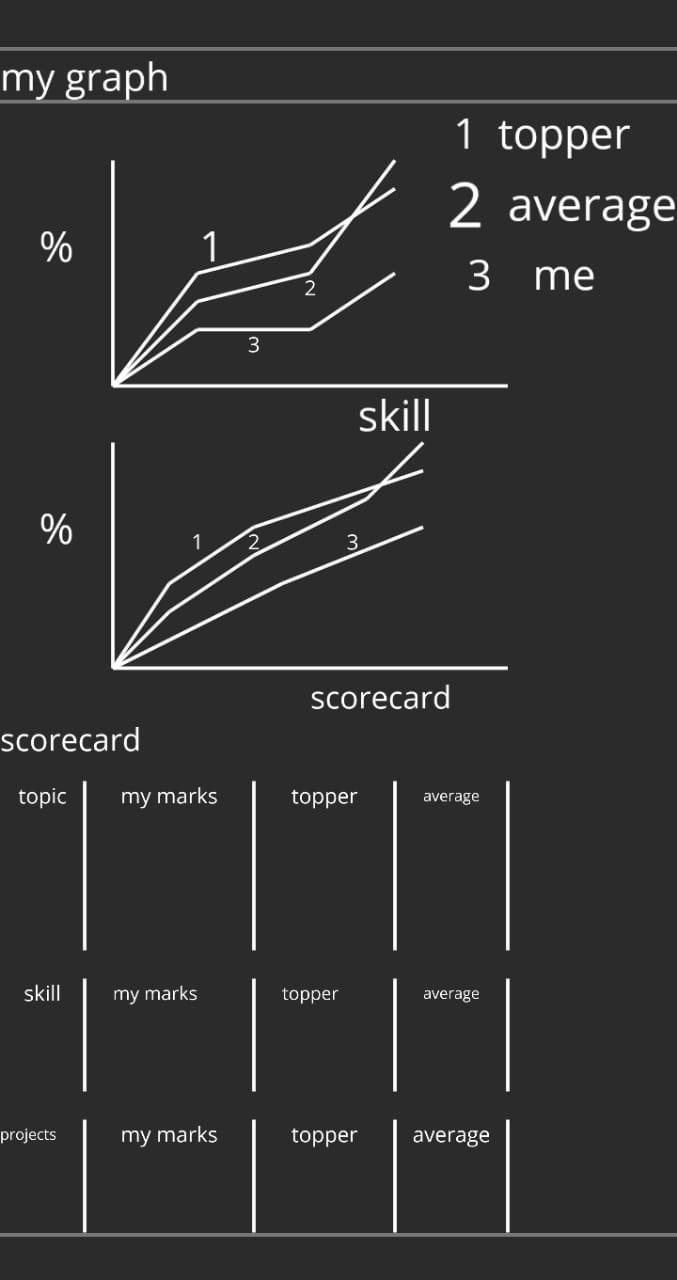 my graph
1 topper
2 average
3 me
%
1
2
3
skill
%
1 2 3
scorecard
scorecard
topic my marks topper average
skill my marks topper average
projects my marks topper average